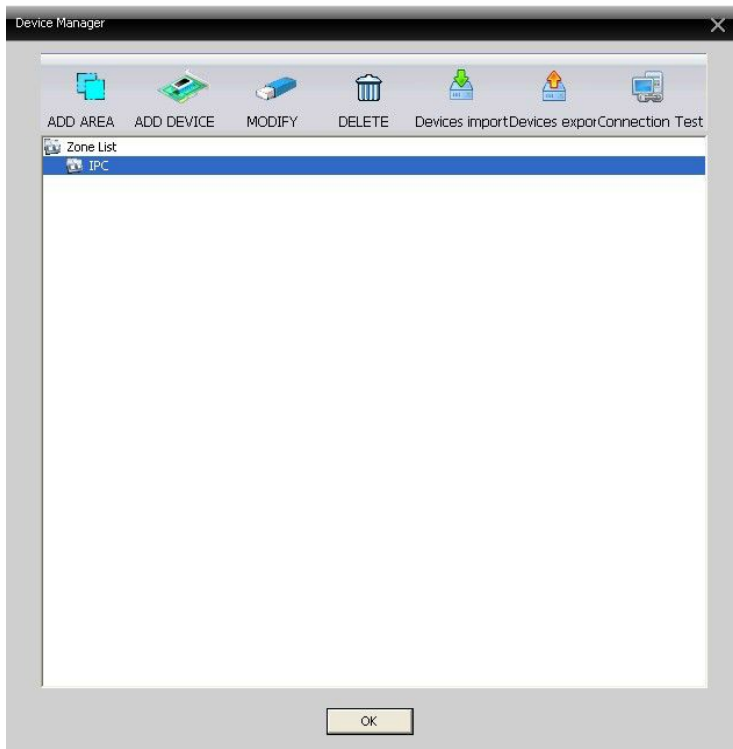 Device Manager
ADD AREA ADD DEVICE MODIFY DELETE Devices import Devices expor Connection Test
Zone List
IPC
OK